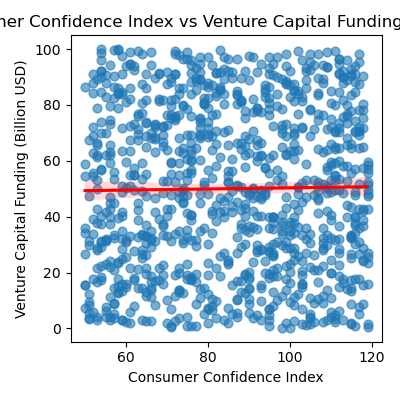 ner Confidence Index vs Venture Capital Funding
100
80
60
40
20
0
Venture Capital Funding (Billion USD)
60 80 100 120
Consumer Confidence Index